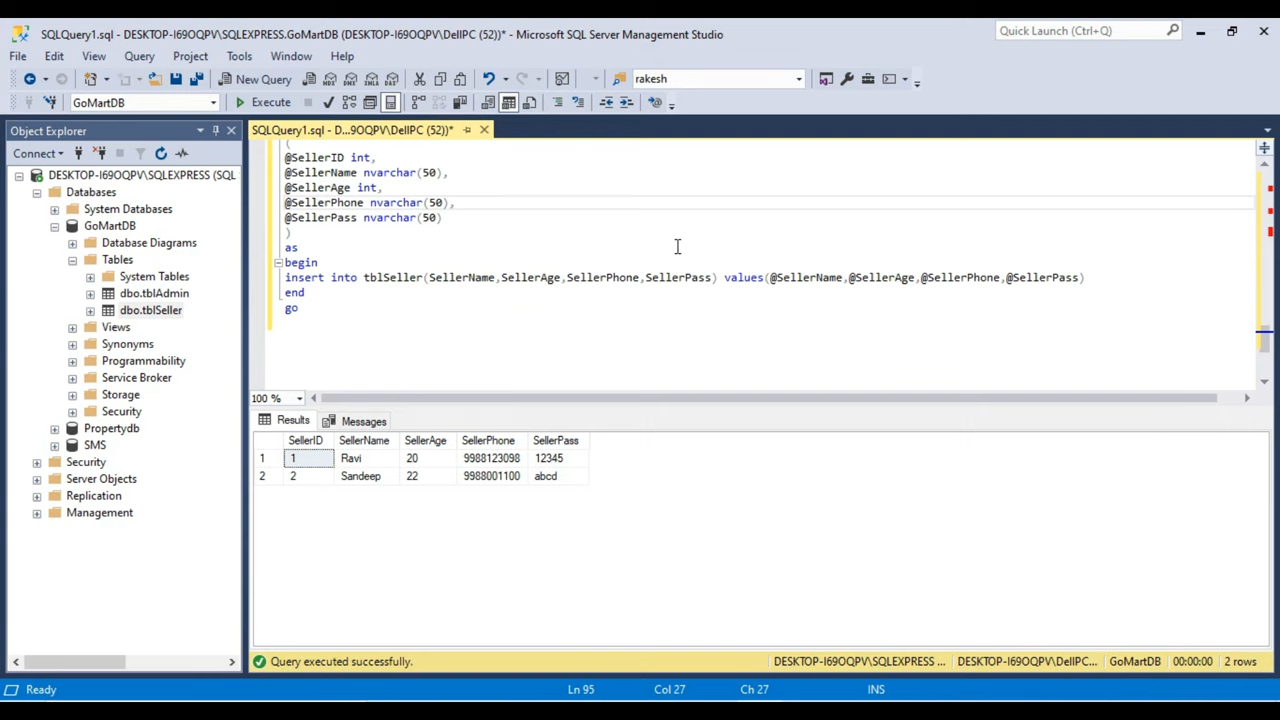 SQLQuery1.sql - DESKTOP-I69OQPV\SQLEXPRESS.GoMartDB (DESKTOP-I69OQPV\DellPC (52))* - Microsoft SQL Server Management Studio
Quick Launch (Ctrl+Q)
File Edit View Query Project Tools Window Help
New Query MDX DMX XMLA DAX rakesh
GoMartDB Execute
Object Explorer
SQLQuery1.sql - D...9OQPV\DellPC (52))*
Connect
DESKTOP-I69OQPV\SQLEXPRESS (SQL
Databases
System Databases
GoMartDB
Database Diagrams
Tables
System Tables
dbo.tblAdmin
dbo.tblSeller
Views
Synonyms
Programmability
Service Broker
Storage
Security
Propertydb
SMS
Security
Server Objects
Replication
Management
(
@SellerID int,
@SellerName nvarchar(50),
@SellerAge int,
@SellerPhone nvarchar(50),
@SellerPass nvarchar(50)
)
as
begin
insert into tblSeller(SellerName,SellerAge,SellerPhone,SellerPass) values(@SellerName,@SellerAge,@SellerPhone,@SellerPass)
end
go
100 %
Results Messages
SellerID SellerName SellerAge SellerPhone SellerPass
1 1 Ravi 20 9988123098 12345
2 2 Sandeep 22 9988001100 abcd
Query executed successfully. DESKTOP-I69OQPV\SQLEXPRESS ... DESKTOP-I69OQPV\DellPC... GoMartDB 00:00:00 2 rows
Ready Ln 95 Col 27 Ch 27 INS